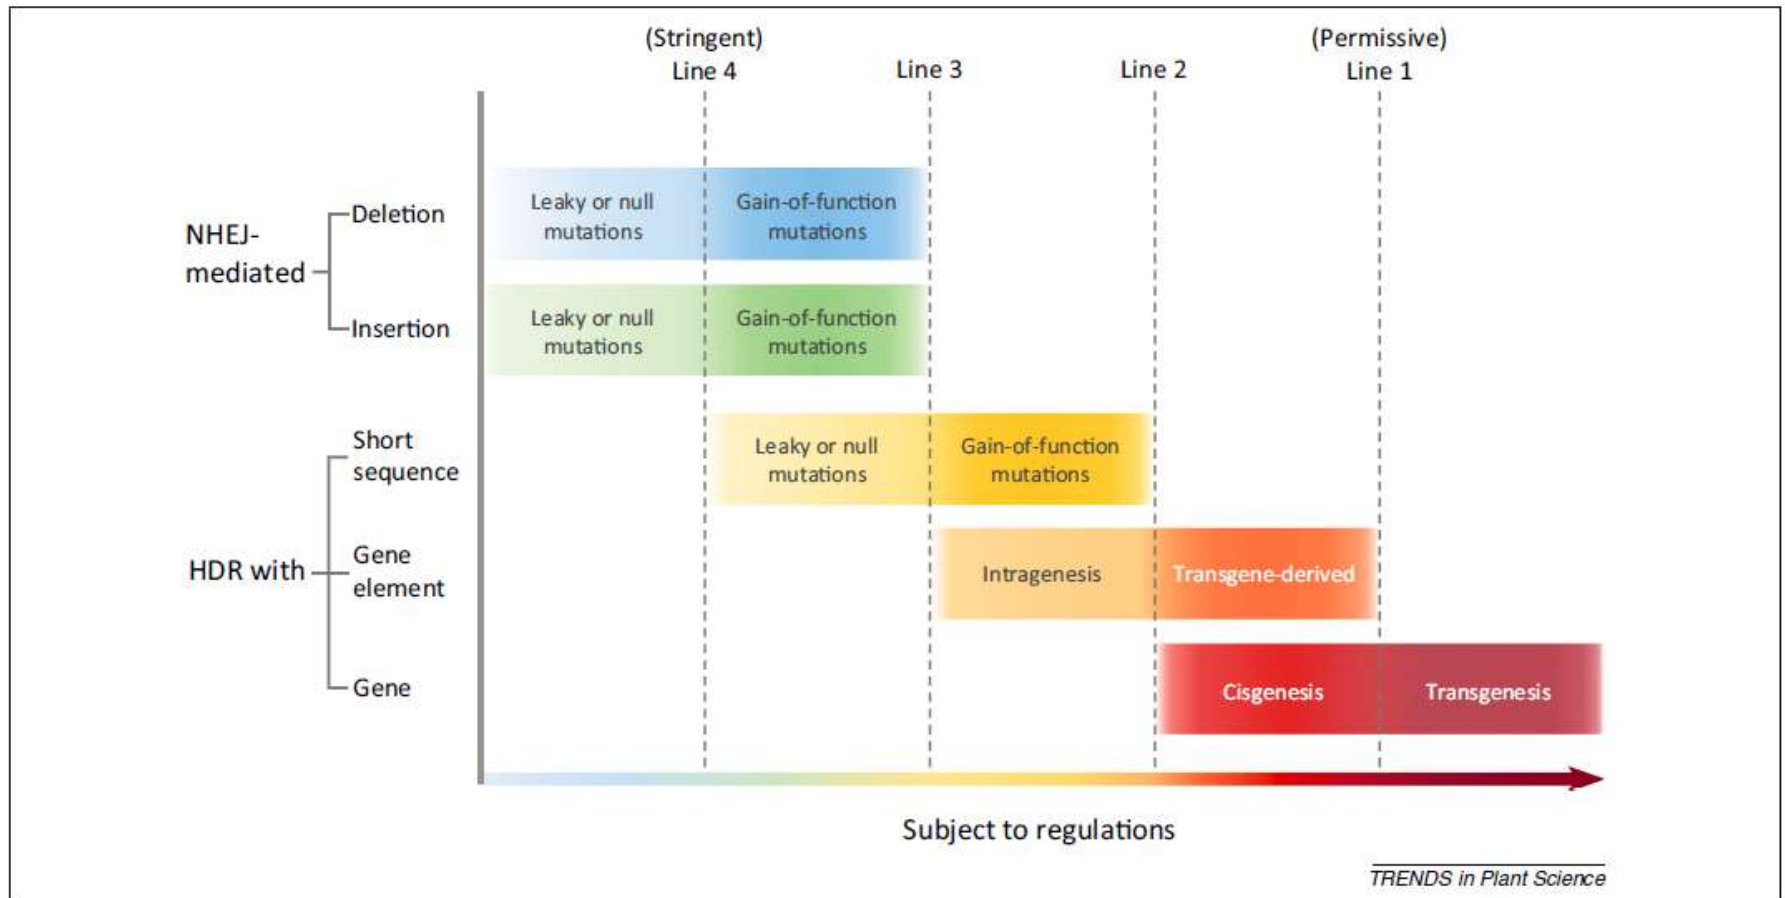 (Stringent)
Line 4
Line 3
Line 2
(Permissive)
Line 1
NHEJ-
mediated
Deletion
Leaky or null
mutations
Gain-of-function
mutations
Insertion
Leaky or null
mutations
Gain-of-function
mutations
HDR with
Short
sequence
Leaky or null
mutations
Gain-of-function
mutations
Gene
element
Intragenesis
Transgene-derived
Gene
Cisgenesis
Transgenesis
Subject to regulations
TRENDS in Plant Science